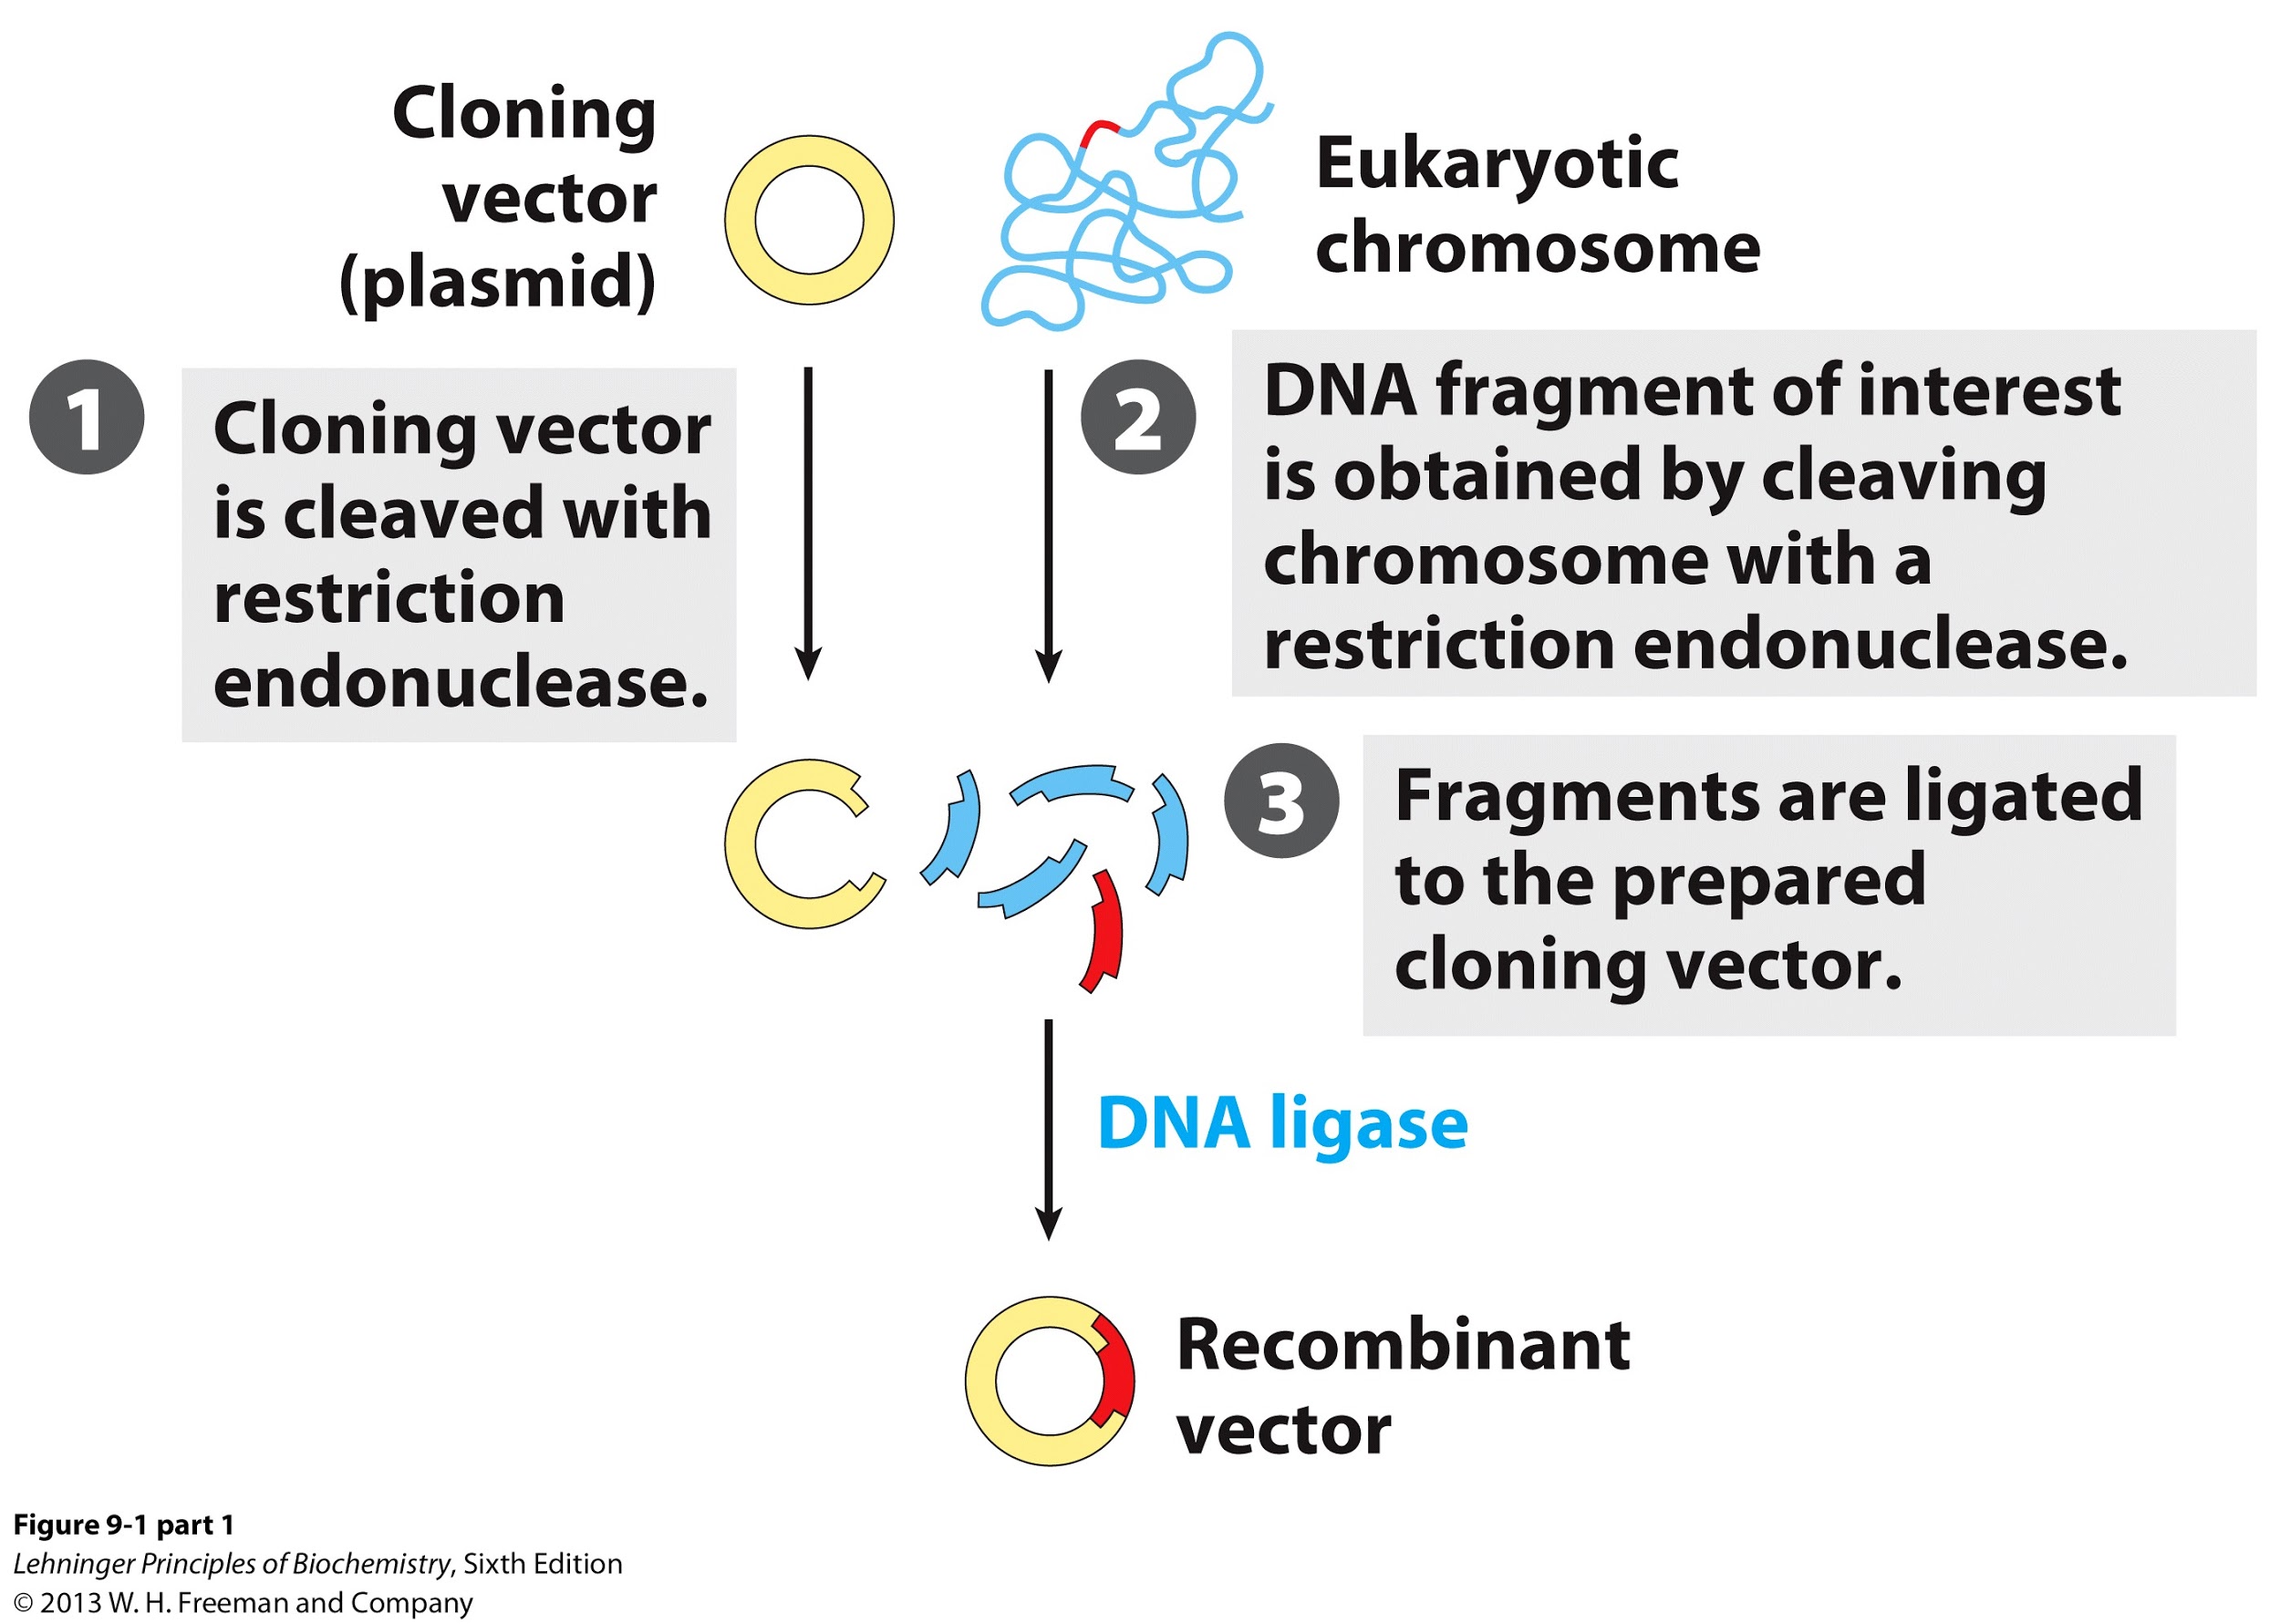 Cloning
vector
(plasmid)
Eukaryotic
chromosome
1
Cloning vector
is cleaved with
restriction
endonuclease.
2
DNA fragment of interest
is obtained by cleaving
chromosome with a
restriction endonuclease.
3
Fragments are ligated
to the prepared
cloning vector.
DNA ligase
Recombinant
vector
Figure 9-1 part 1
Lehninger Principles of Biochemistry, Sixth Edition
© 2013 W. H. Freeman and Company